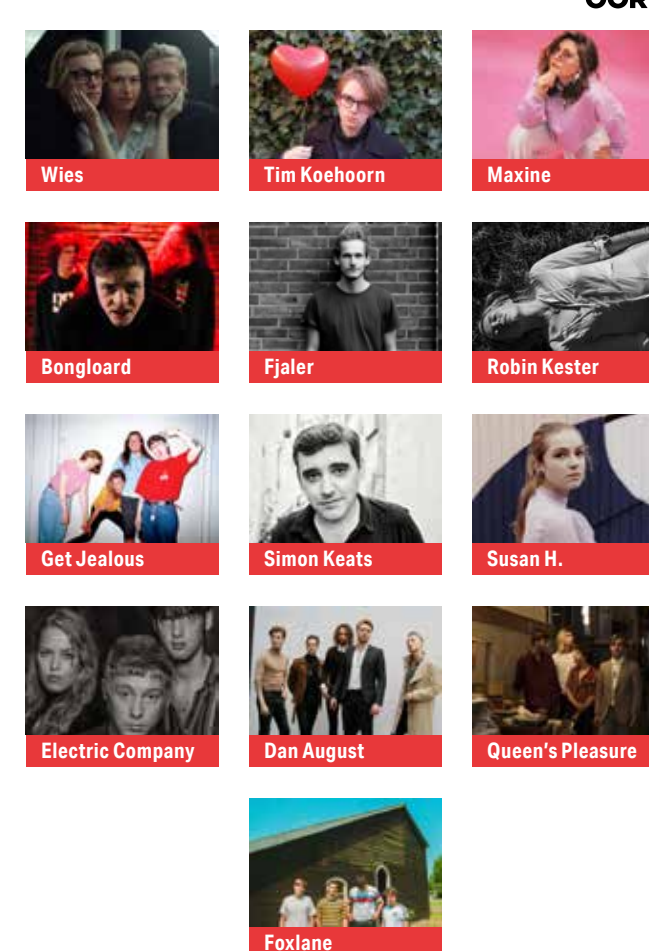 OOR
Wies
Tim Koehoorn
Maxine
Bongloard
Fjaler
Robin Kester
Get Jealous
Simon Keats
Susan H.
Electric Company
Dan August
Queen's Pleasure
Foxlane